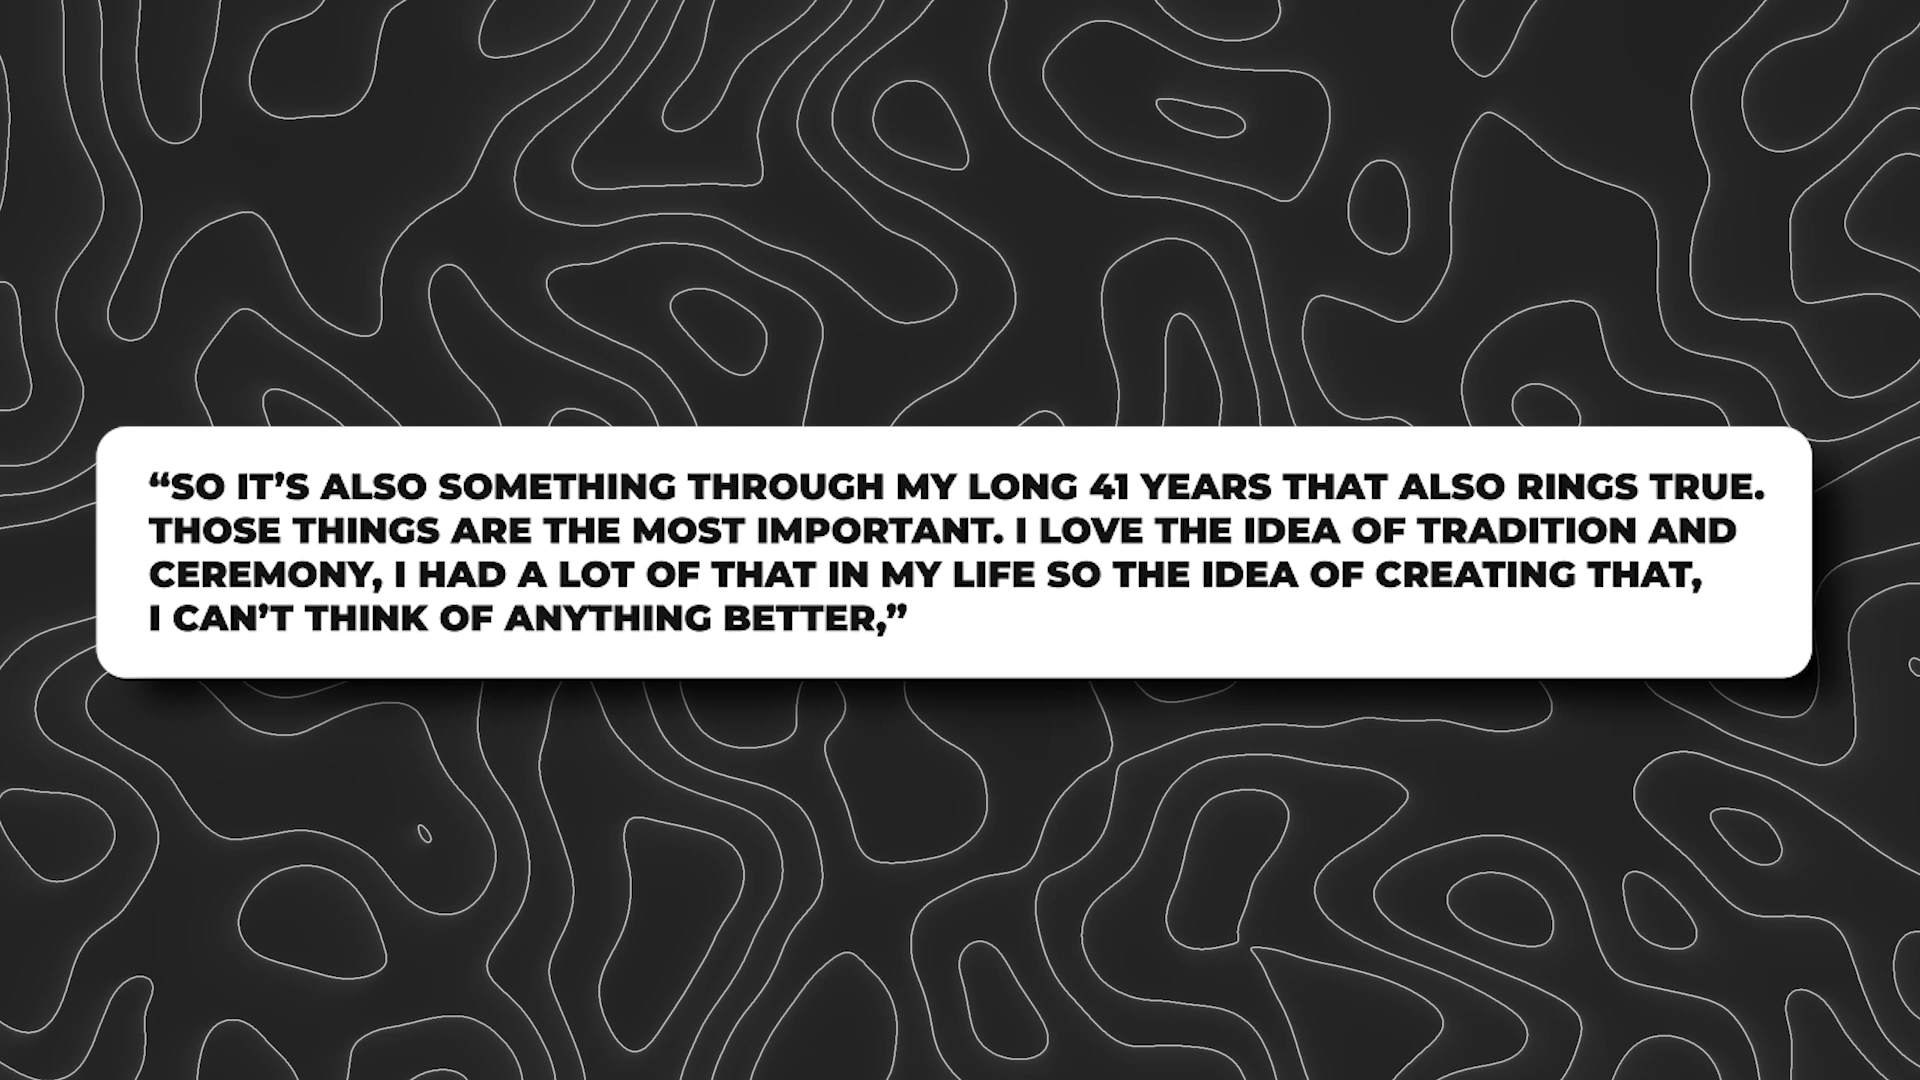 “SO IT’S ALSO SOMETHING THROUGH MY LONG 41 YEARS THAT ALSO RINGS TRUE.
THOSE THINGS ARE THE MOST IMPORTANT. I LOVE THE IDEA OF TRADITION AND
CEREMONY, I HAD A LOT OF THAT IN MY LIFE SO THE IDEA OF CREATING THAT,
I CAN’T THINK OF ANYTHING BETTER,”